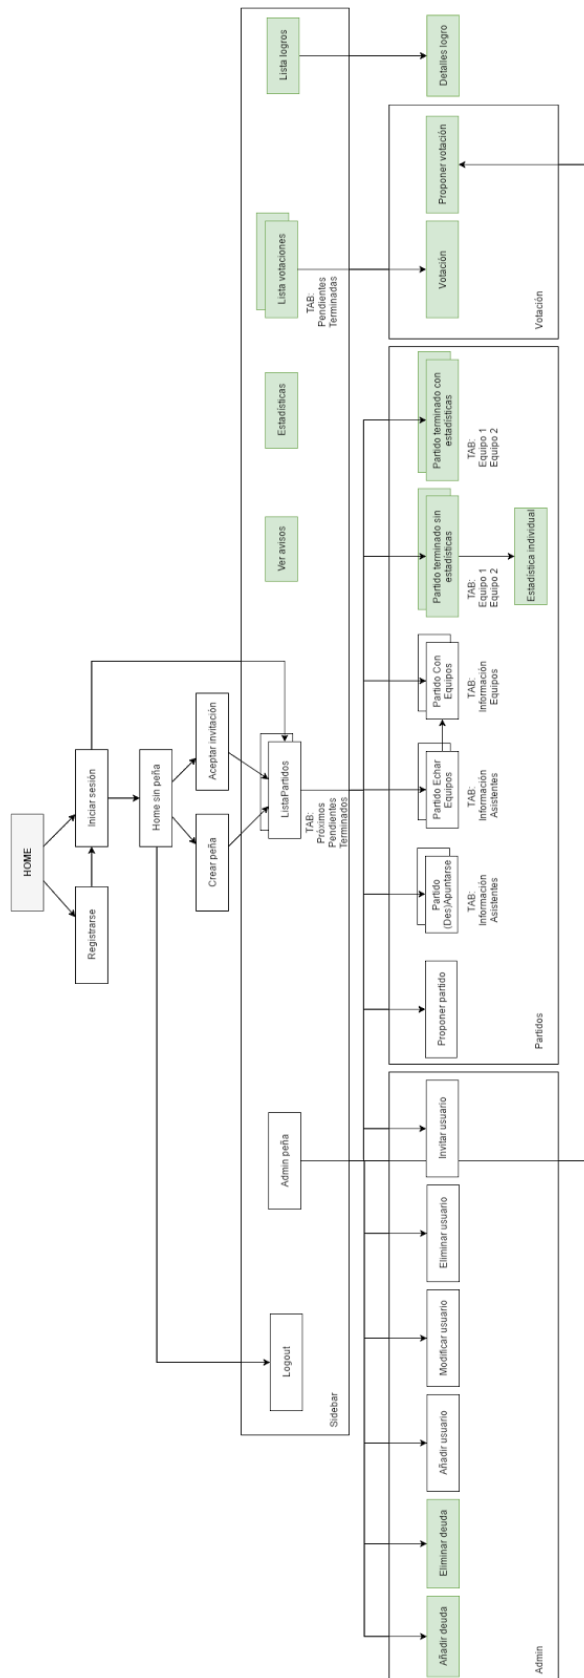 HOME
Registrarse
Iniciar sesión
Home sin peña
Crear peña
Aceptar invitación
Sidebar
Logout
Admin peña
ListaPartidos
TAB:
Próximos
Pendientes
Terminados
Ver avisos
Estadísticas
Lista votaciones
TAB:
Pendientes
Terminadas
Lista logros
Admin
Añadir deuda
Eliminar deuda
Añadir usuario
Modificar usuario
Eliminar usuario
Invitar usuario
Partidos
Proponer partido
Partido
(Des)Apuntarse
TAB:
Información
Asistentes
Partido Echar
Equipos
TAB:
Información
Asistentes
Partido Con
Equipos
TAB:
Información
Equipos
Partido terminado sin
estadísticas
TAB:
Equipo 1
Equipo 2
Estadística individual
Partido terminado con
estadísticas
TAB:
Equipo 1
Equipo 2
Votación
Votación
Proponer votación
Detalles logro